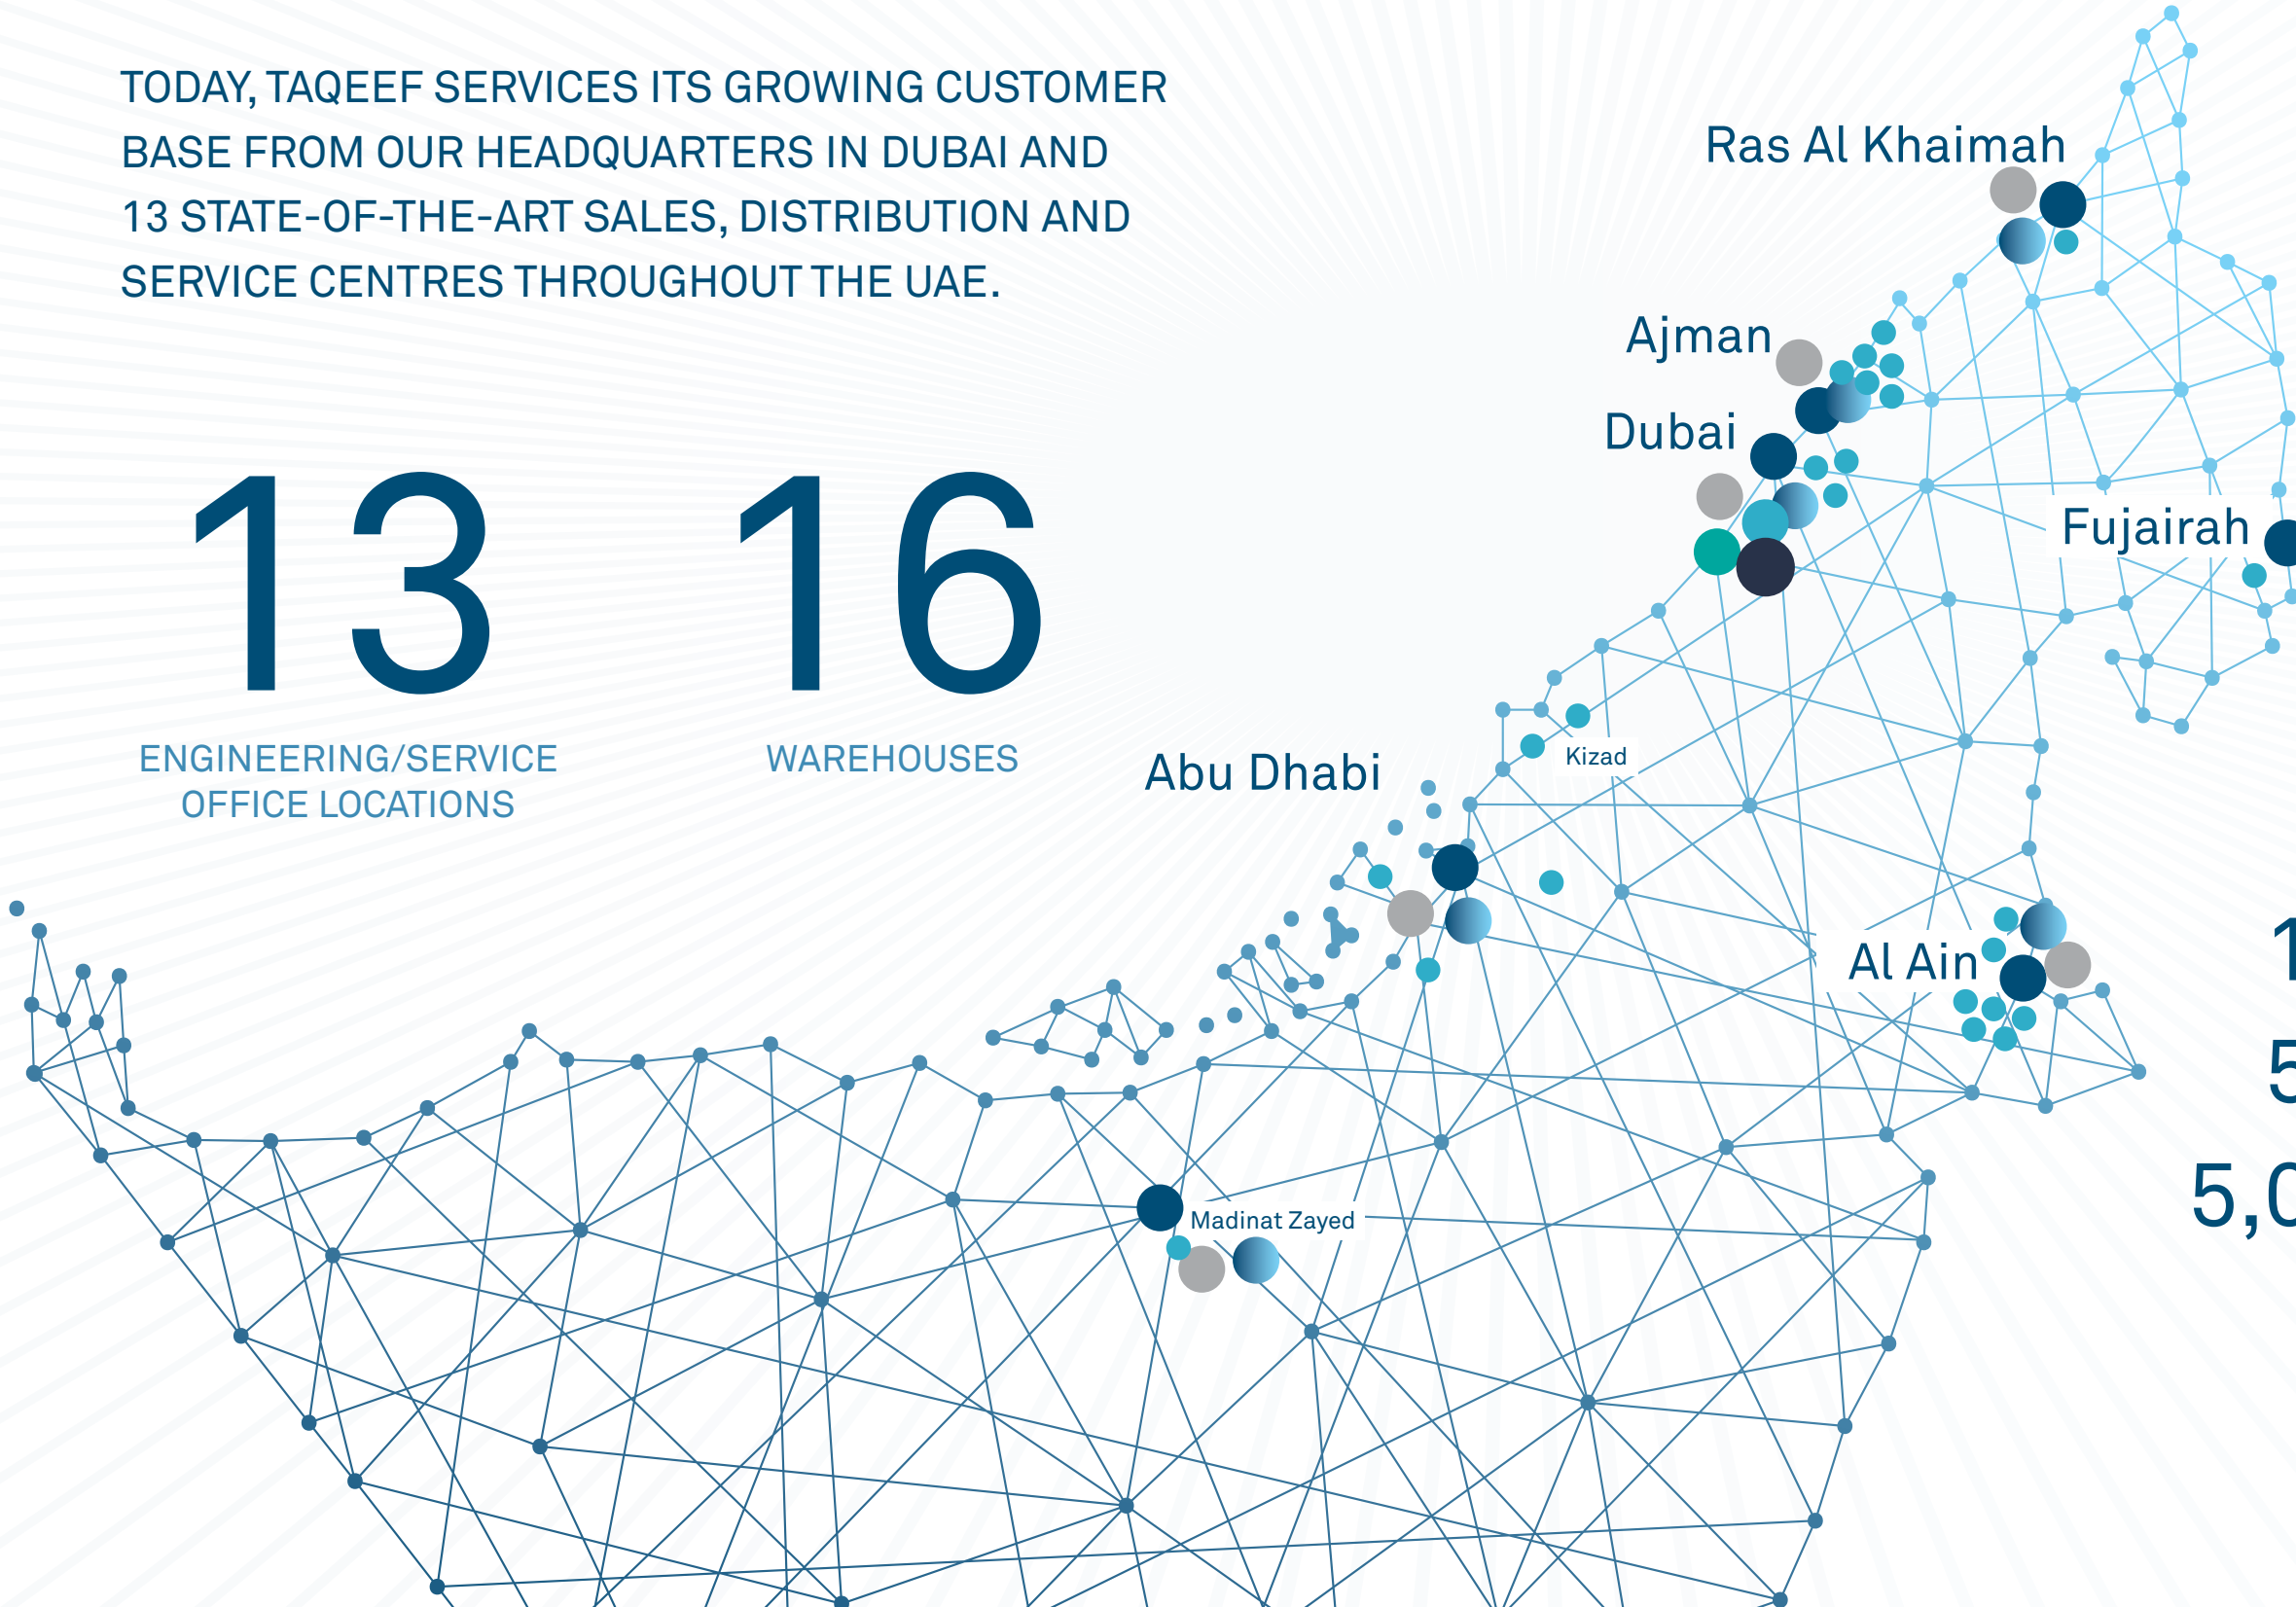 TODAY, TAQEEF SERVICES ITS GROWING CUSTOMER
BASE FROM OUR HEADQUARTERS IN DUBAI AND
13 STATE-OF-THE-ART SALES, DISTRIBUTION AND
SERVICE CENTRES THROUGHOUT THE UAE.
13
ENGINEERING/SERVICE
OFFICE LOCATIONS
16
WAREHOUSES
Ras Al Khaimah
Ajman
Dubai
Fujairah
Kizad
Abu Dhabi
Al Ain
Madinat Zayed